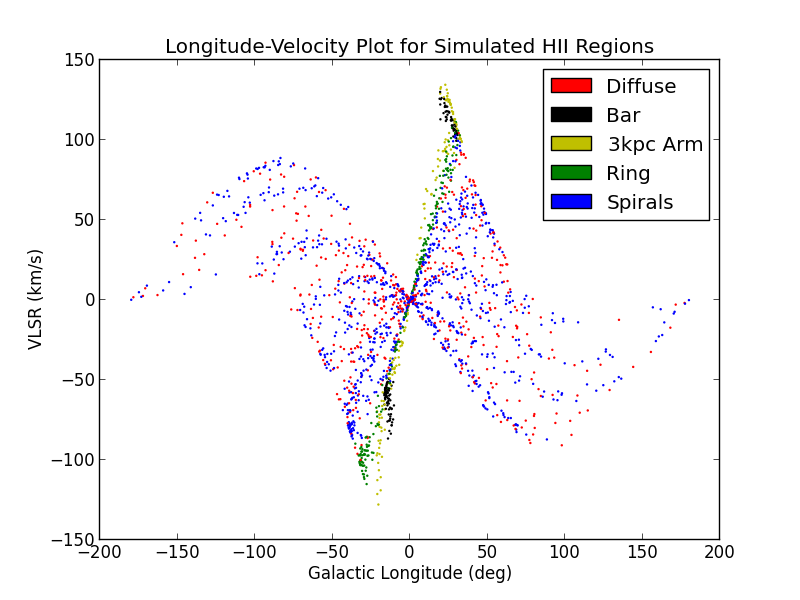 Longitude-Velocity Plot for Simulated HII Regions
150
100
50
0
−50
−100
−150
VLSR (km/s)
Diffuse
Bar
3kpc Arm
Ring
Spirals
−200 −150 −100 −50 0 50 100 150 200
Galactic Longitude (deg)